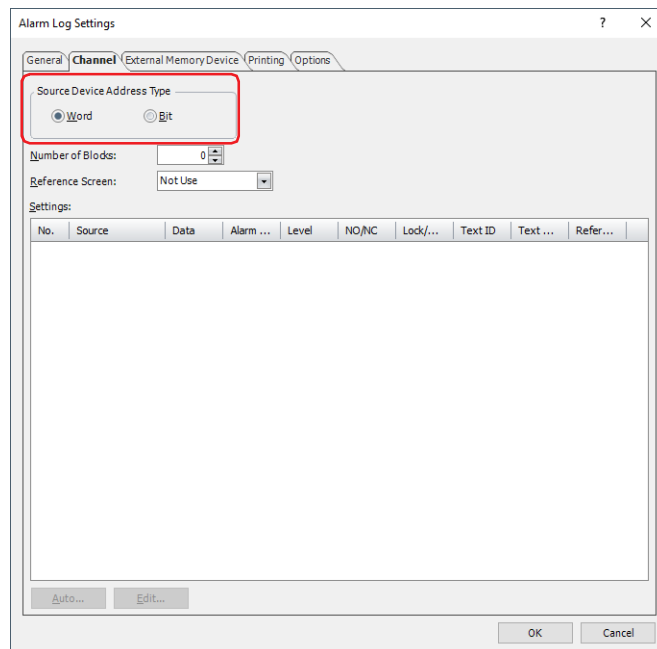 Alarm Log Settings ? ×
General Channel External Memory Device Printing Options
Source Device Address Type
Word Bit
Number of Blocks: 0
Reference Screen: Not Use
Settings:
No. Source Data Alarm ... Level NO/NC Lock/... Text ID Text ... Refer...
Auto... Edit...
OK Cancel